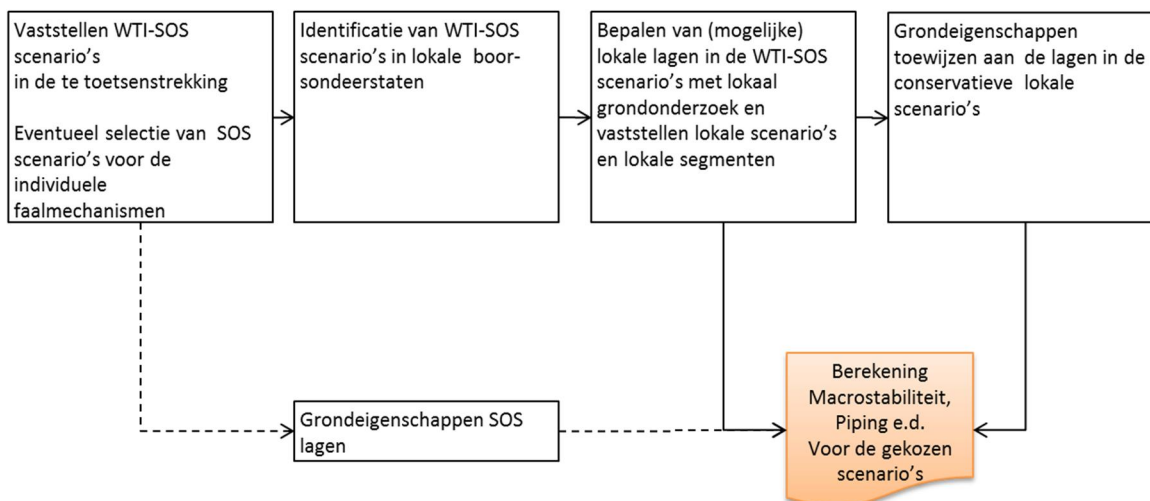 Vaststellen WTI-SOS
scenario's
in de te toetsenstrekking
Eventueel selectie van SOS
scenario's voor de
individuele
faalmechanismen
Identificatie van WTI-SOS
scenario's in lokale boor-
sondeerstaten
Bepalen van (mogelijke)
lokale lagen in de WTI-SOS
scenario's met lokaal
grondonderzoek en
vaststellen lokale scenario's
en lokale segmenten
Grondeigenschappen
toewijzen aan de lagen in de
conservatieve lokale
scenario's
Grondeigenschappen SOS
lagen
Berekening
Macrostabiliteit,
Piping e.d.
Voor de gekozen
scenario's